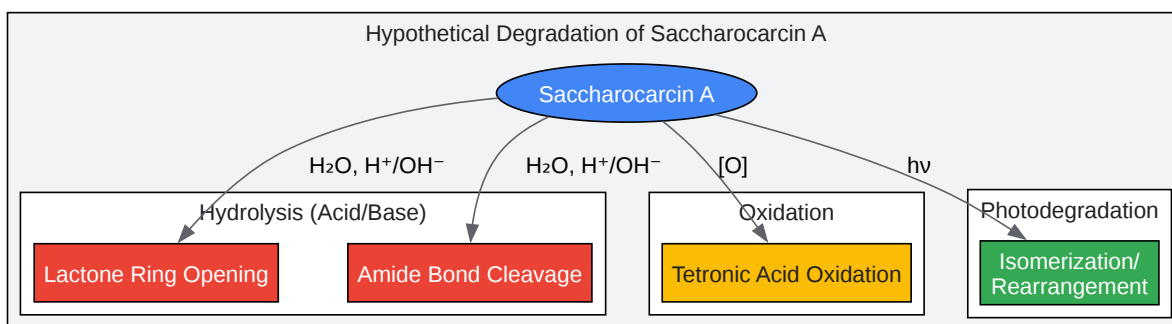 Hypothetical Degradation of Saccharocarcin A
Saccharocarcin A
H₂O, H⁺/OH⁻
H₂O, H⁺/OH⁻
[O]
hν
Hydrolysis (Acid/Base)
Oxidation
Photodegradation
Lactone Ring Opening
Amide Bond Cleavage
Tetronic Acid Oxidation
Isomerization/
Rearrangement